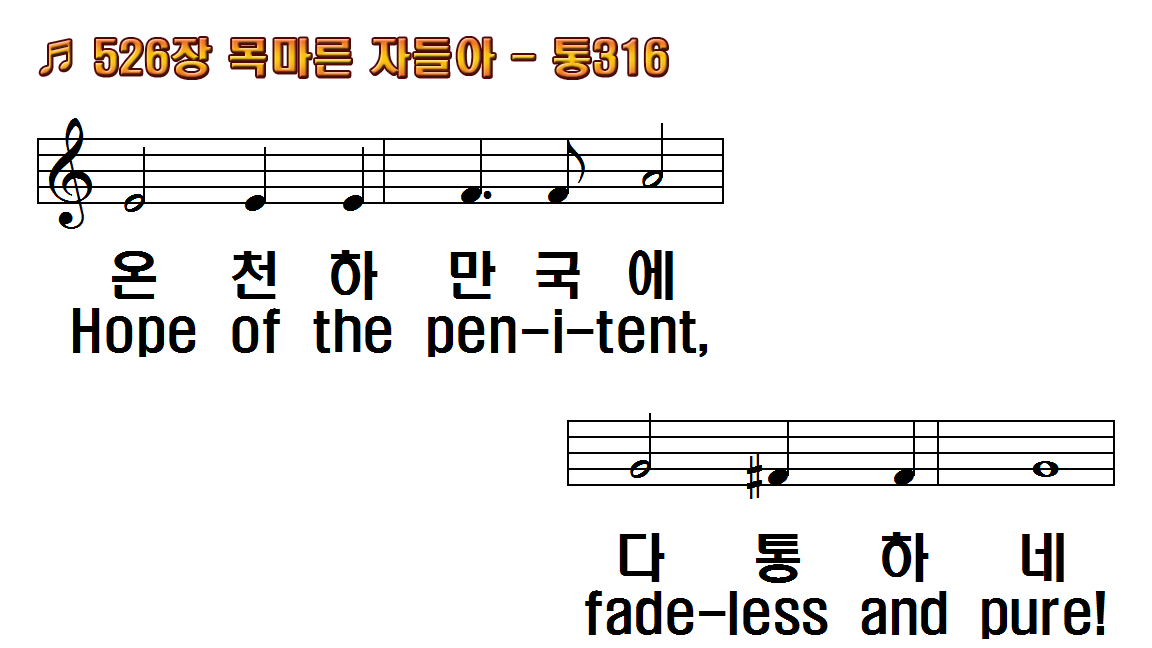 ♬ 526장 목마른 자들아 - 통316
온 천 하 만 국 에
Hope of the pen-i-tent,
다 통 하 네
fade-less and pure!